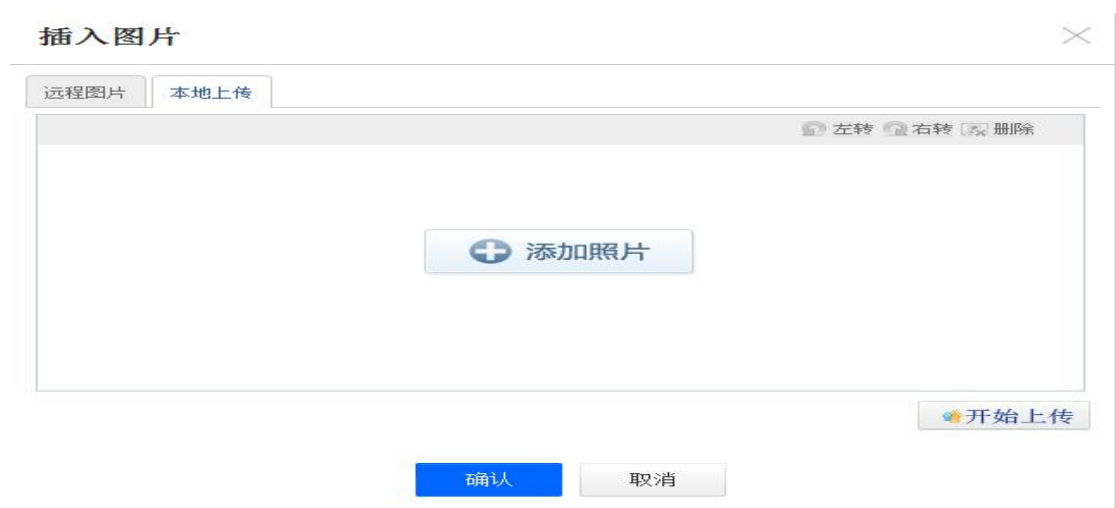 插入图片
远程图片 本地上传
左转 右转 删除
添加照片
开始上传
确认 取消